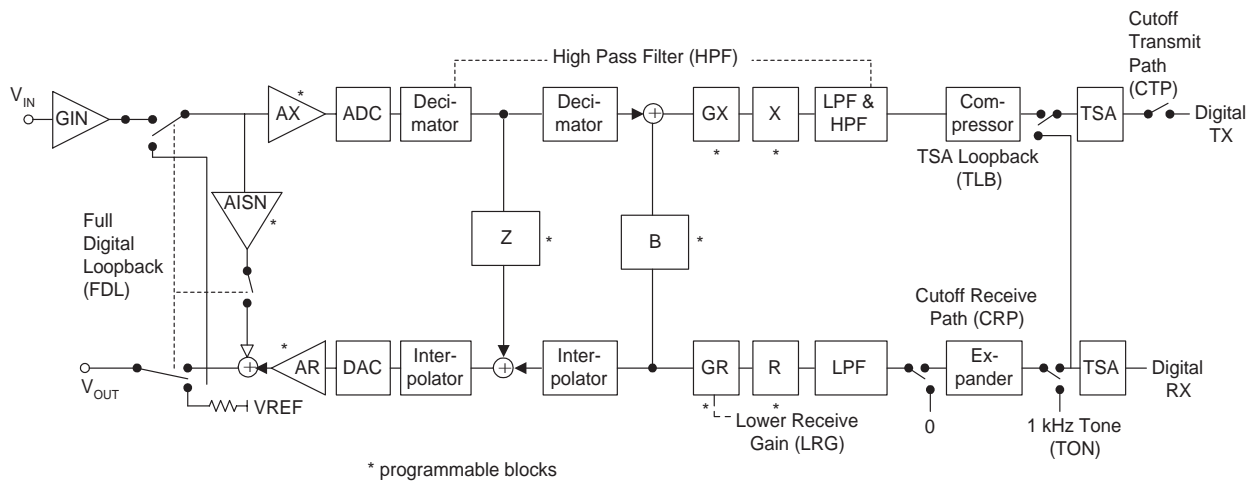 High Pass Filter (HPF)
Cutoff
Transmit
Path
(CTP)
V_IN
GIN
AX
*
ADC
Deci-
mator
Deci-
mator
+
GX
*
X
*
LPF &
HPF
Com-
pressor
TSA Loopback
(TLB)
TSA
Digital
TX
Full
Digital
Loopback
(FDL)
AISN
*
Z
*
B
*
Cutoff Receive
Path (CRP)
V_OUT
VREF
+
*
AR
DAC
Inter-
polator
+
Inter-
polator
GR
*
R
*
LPF
Ex-
pander
TSA
Digital
RX
Lower Receive
Gain (LRG)
0
1 kHz Tone
(TON)
* programmable blocks